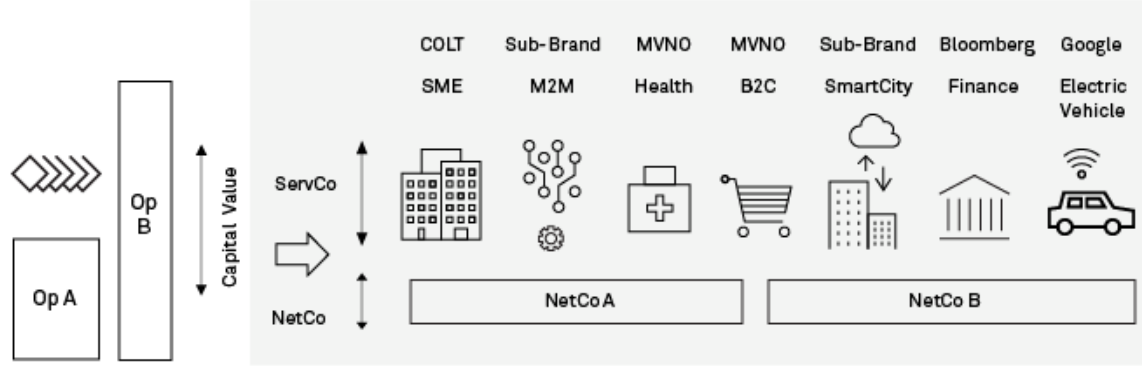 COLT Sub-Brand MVNO MVNO Sub-Brand Bloomberg Google
SME M2M Health B2C SmartCity Finance Electric
Vehicle
Op
B
Capital Value
ServCo
Op A
NetCo A
NetCo B
NetCo